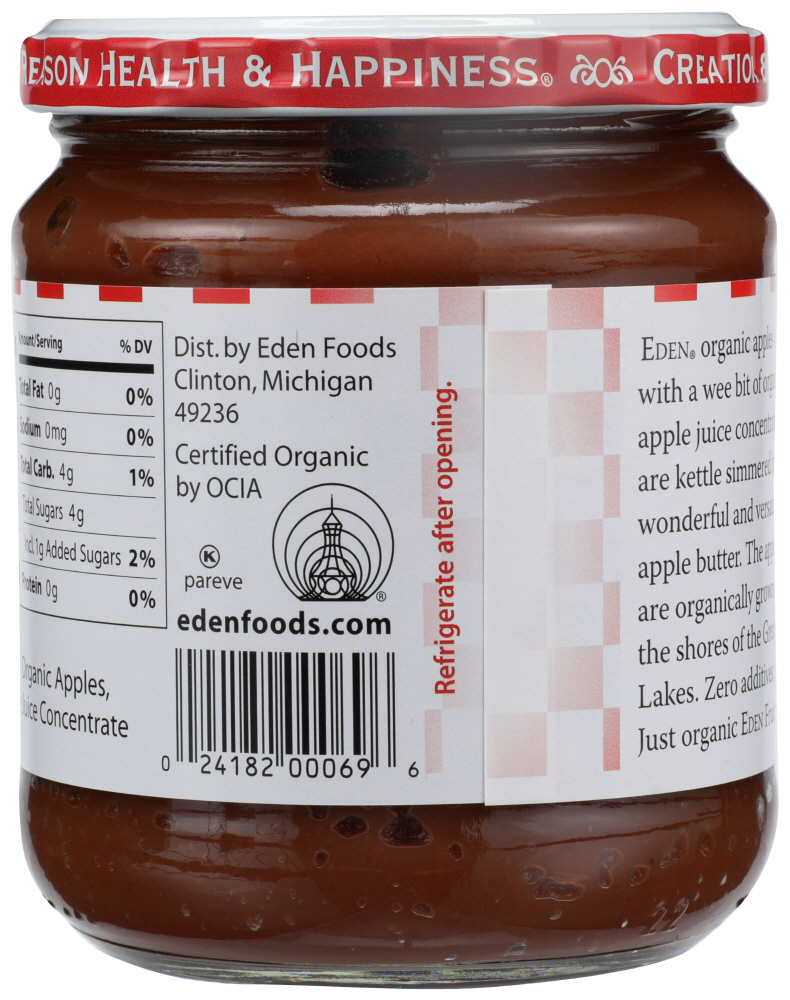 HEALTH & HAPPINESS®
Amount/Serving % DV
Total Fat 0g 0%
Sodium 0mg 0%
Total Carb. 4g 1%
Total Sugars 4g
Incl. 1g Added Sugars 2%
Protein 0g 0%
Organic Apples,
Juice Concentrate
Dist. by Eden Foods
Clinton, Michigan
49236
Certified Organic
by OCIA
K
pareve
®
edenfoods.com
0 24182 00069 6
Refrigerate after opening.
EDEN® organic apples
with a wee bit of
apple juice
are kettle simmered
wonderful and
apple butter. The
are organically
the shores of the
Lakes. Zero additives
Just organic EDEN